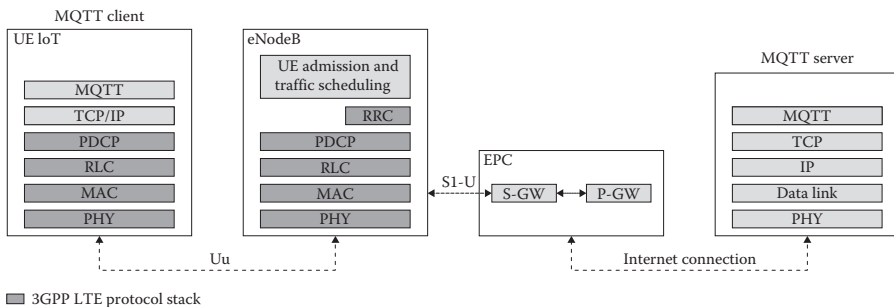 MQTT client
UE IoT
MQTT
TCP/IP
PDCP
RLC
MAC
PHY
Uu
eNodeB
UE admission and
traffic scheduling
RRC
PDCP
RLC
MAC
PHY
S1-U
EPC
S-GW
P-GW
Internet connection
MQTT server
MQTT
TCP
IP
Data link
PHY
3GPP LTE protocol stack